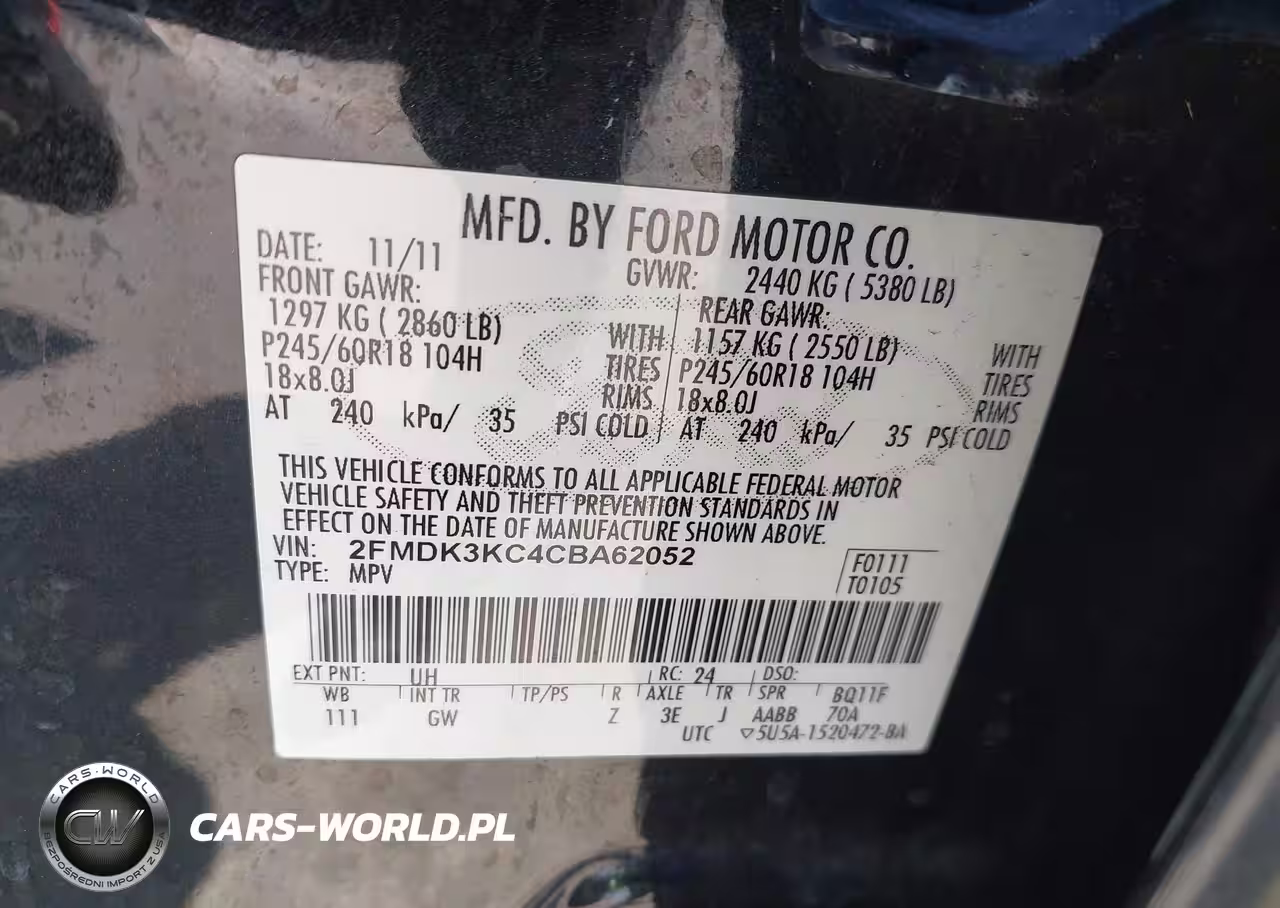 MFD. BY FORD MOTOR CO.
DATE: 11/11
GVWR: 2440 KG ( 5380 LB)
FRONT GAWR:
REAR GAWR:
1297 KG ( 2860 LB) WITH
1157 KG ( 2550 LB) WITH
P245/60R18 104H TIRES
P245/60R18 104H TIRES
18x8.0J RIMS
18x8.0J RIMS
AT 240 kPa/ 35 PSI COLD
AT 240 kPa/ 35 PSI COLD
THIS VEHICLE CONFORMS TO ALL APPLICABLE FEDERAL MOTOR
VEHICLE SAFETY AND THEFT PREVENTION STANDARDS IN
EFFECT ON THE DATE OF MANUFACTURE SHOWN ABOVE.
VIN: 2FMDK3KC4CBA62052
TYPE: MPV
F0111
T0105
EXT PNT: UH RC: 24 DSO:
WB INT TR TP/PS R AXLE TR SPR BQ11F
111 GW Z 3E J AABB 70A
UTC ▽5U5A-1520472-BA
CARS-WORLD
CW
BEZPOŚREDNI IMPORT Z USA
CARS-WORLD.PL